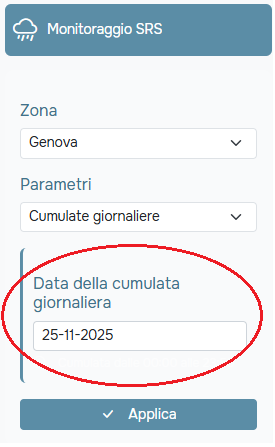 Monitoraggio SRS
Zona
Genova
Parametri
Cumulate giornaliere
Data della cumulata
giornaliera
25-11-2025
Applica